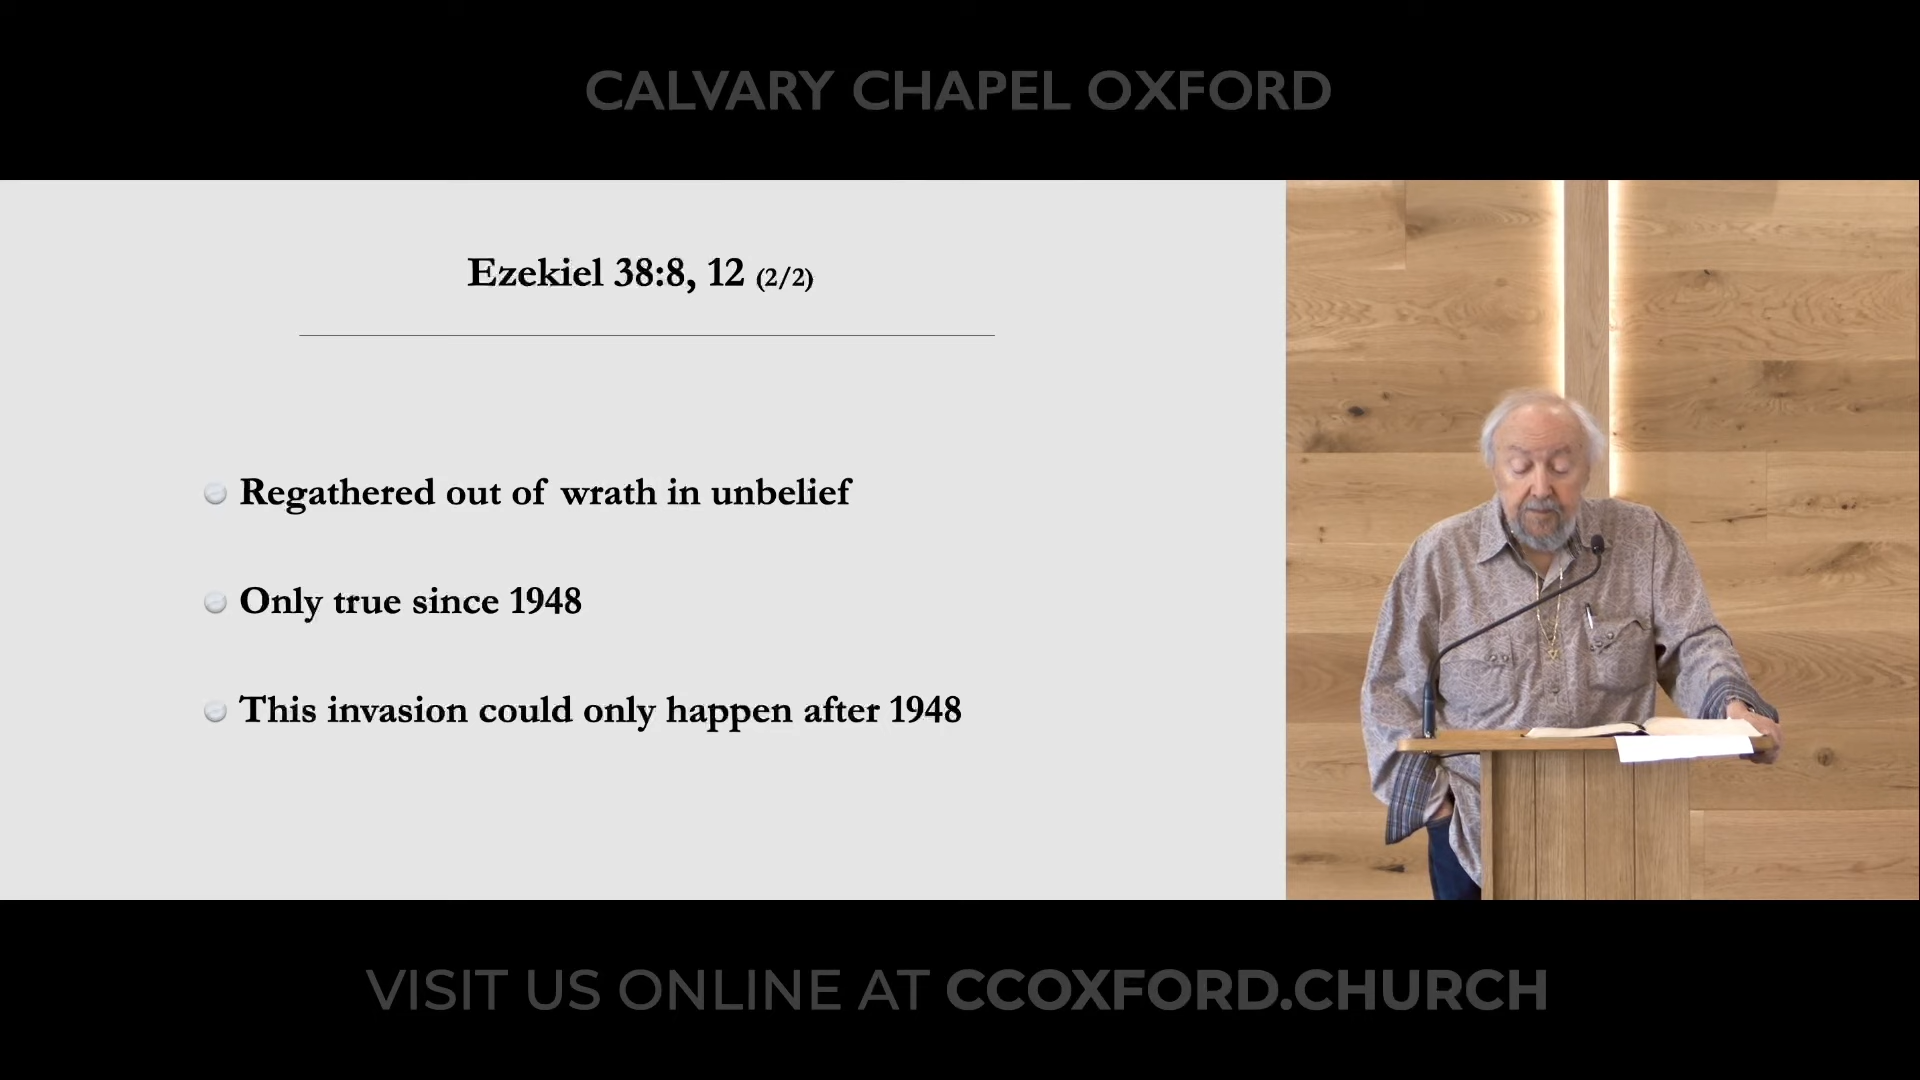 CALVARY CHAPEL OXFORD
Ezekiel 38:8, 12 (2/2)
Regathered out of wrath in unbelief
Only true since 1948
This invasion could only happen after 1948
VISIT US ONLINE AT CCOXFORD.CHURCH